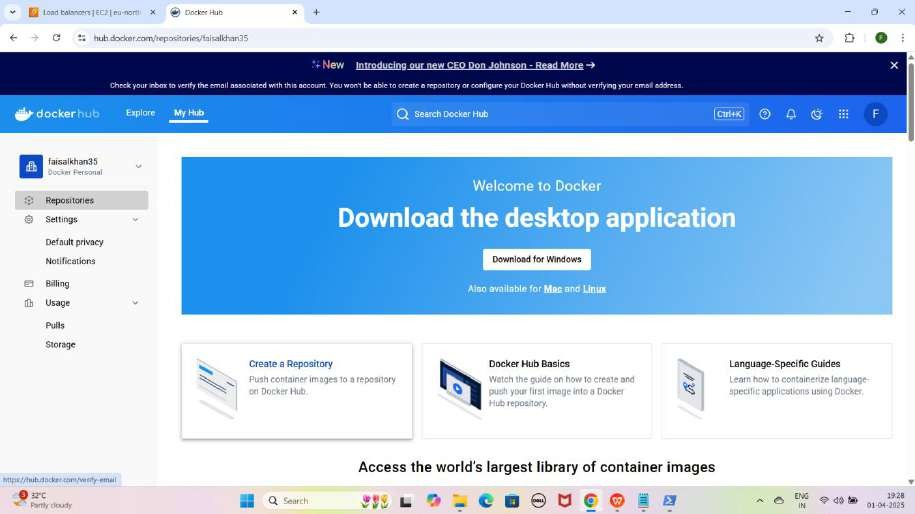 Load balancers | EC2 | eu-north
Docker Hub
hub.docker.com/repositories/faisalkhan35
F
New Introducing our new CEO Don Johnson - Read More →
Check your inbox to verify the email associated with this account. You won't be able to create a repository or configure your Docker Hub without verifying your email address.
dockerhub Explore My Hub Search Docker Hub Ctrl+K F
faisalkhan35
Docker Personal
Repositories
Settings
Default privacy
Notifications
Billing
Usage
Pulls
Storage
Welcome to Docker
Download the desktop application
Download for Windows
Also available for Mac and Linux
Create a Repository
Push container images to a repository
on Docker Hub.
Docker Hub Basics
Watch the guide on how to create and
push your first image into a Docker
Hub repository.
Language-Specific Guides
Learn how to containerize language-
specific applications using Docker.
Access the world's largest library of container images
https://hub.docker.com/verify-email
3
32°C
Partly cloudy
Search
DELL
ENG
IN
19:28
01-04-2025